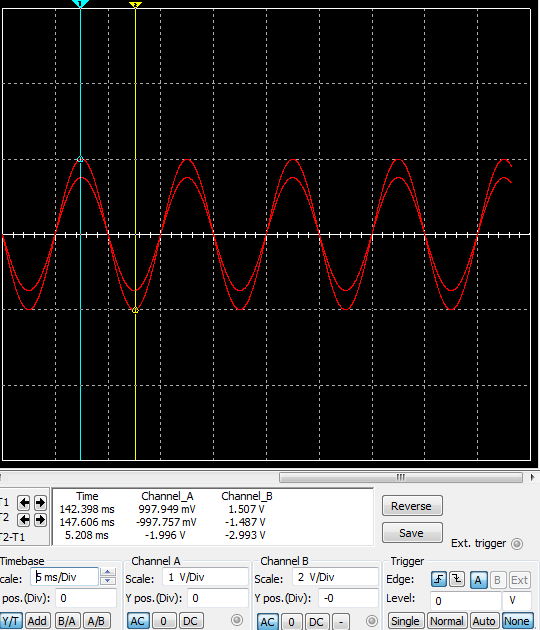 1 2
Time Channel_A Channel_B
T1 142.398 ms 997.949 mV 1.507 V
T2 147.606 ms -997.757 mV -1.487 V
T2-T1 5.208 ms -1.996 V -2.993 V
Reverse
Save
Ext. trigger
Timebase Channel A Channel B Trigger
cale: 5 ms/Div Scale: 1 V/Div Scale: 2 V/Div Edge: A B Ext
pos.(Div): 0 Y pos.(Div): 0 Y pos.(Div): -0 Level: 0 V
Y/T Add B/A A/B AC 0 DC AC 0 DC - Single Normal Auto None